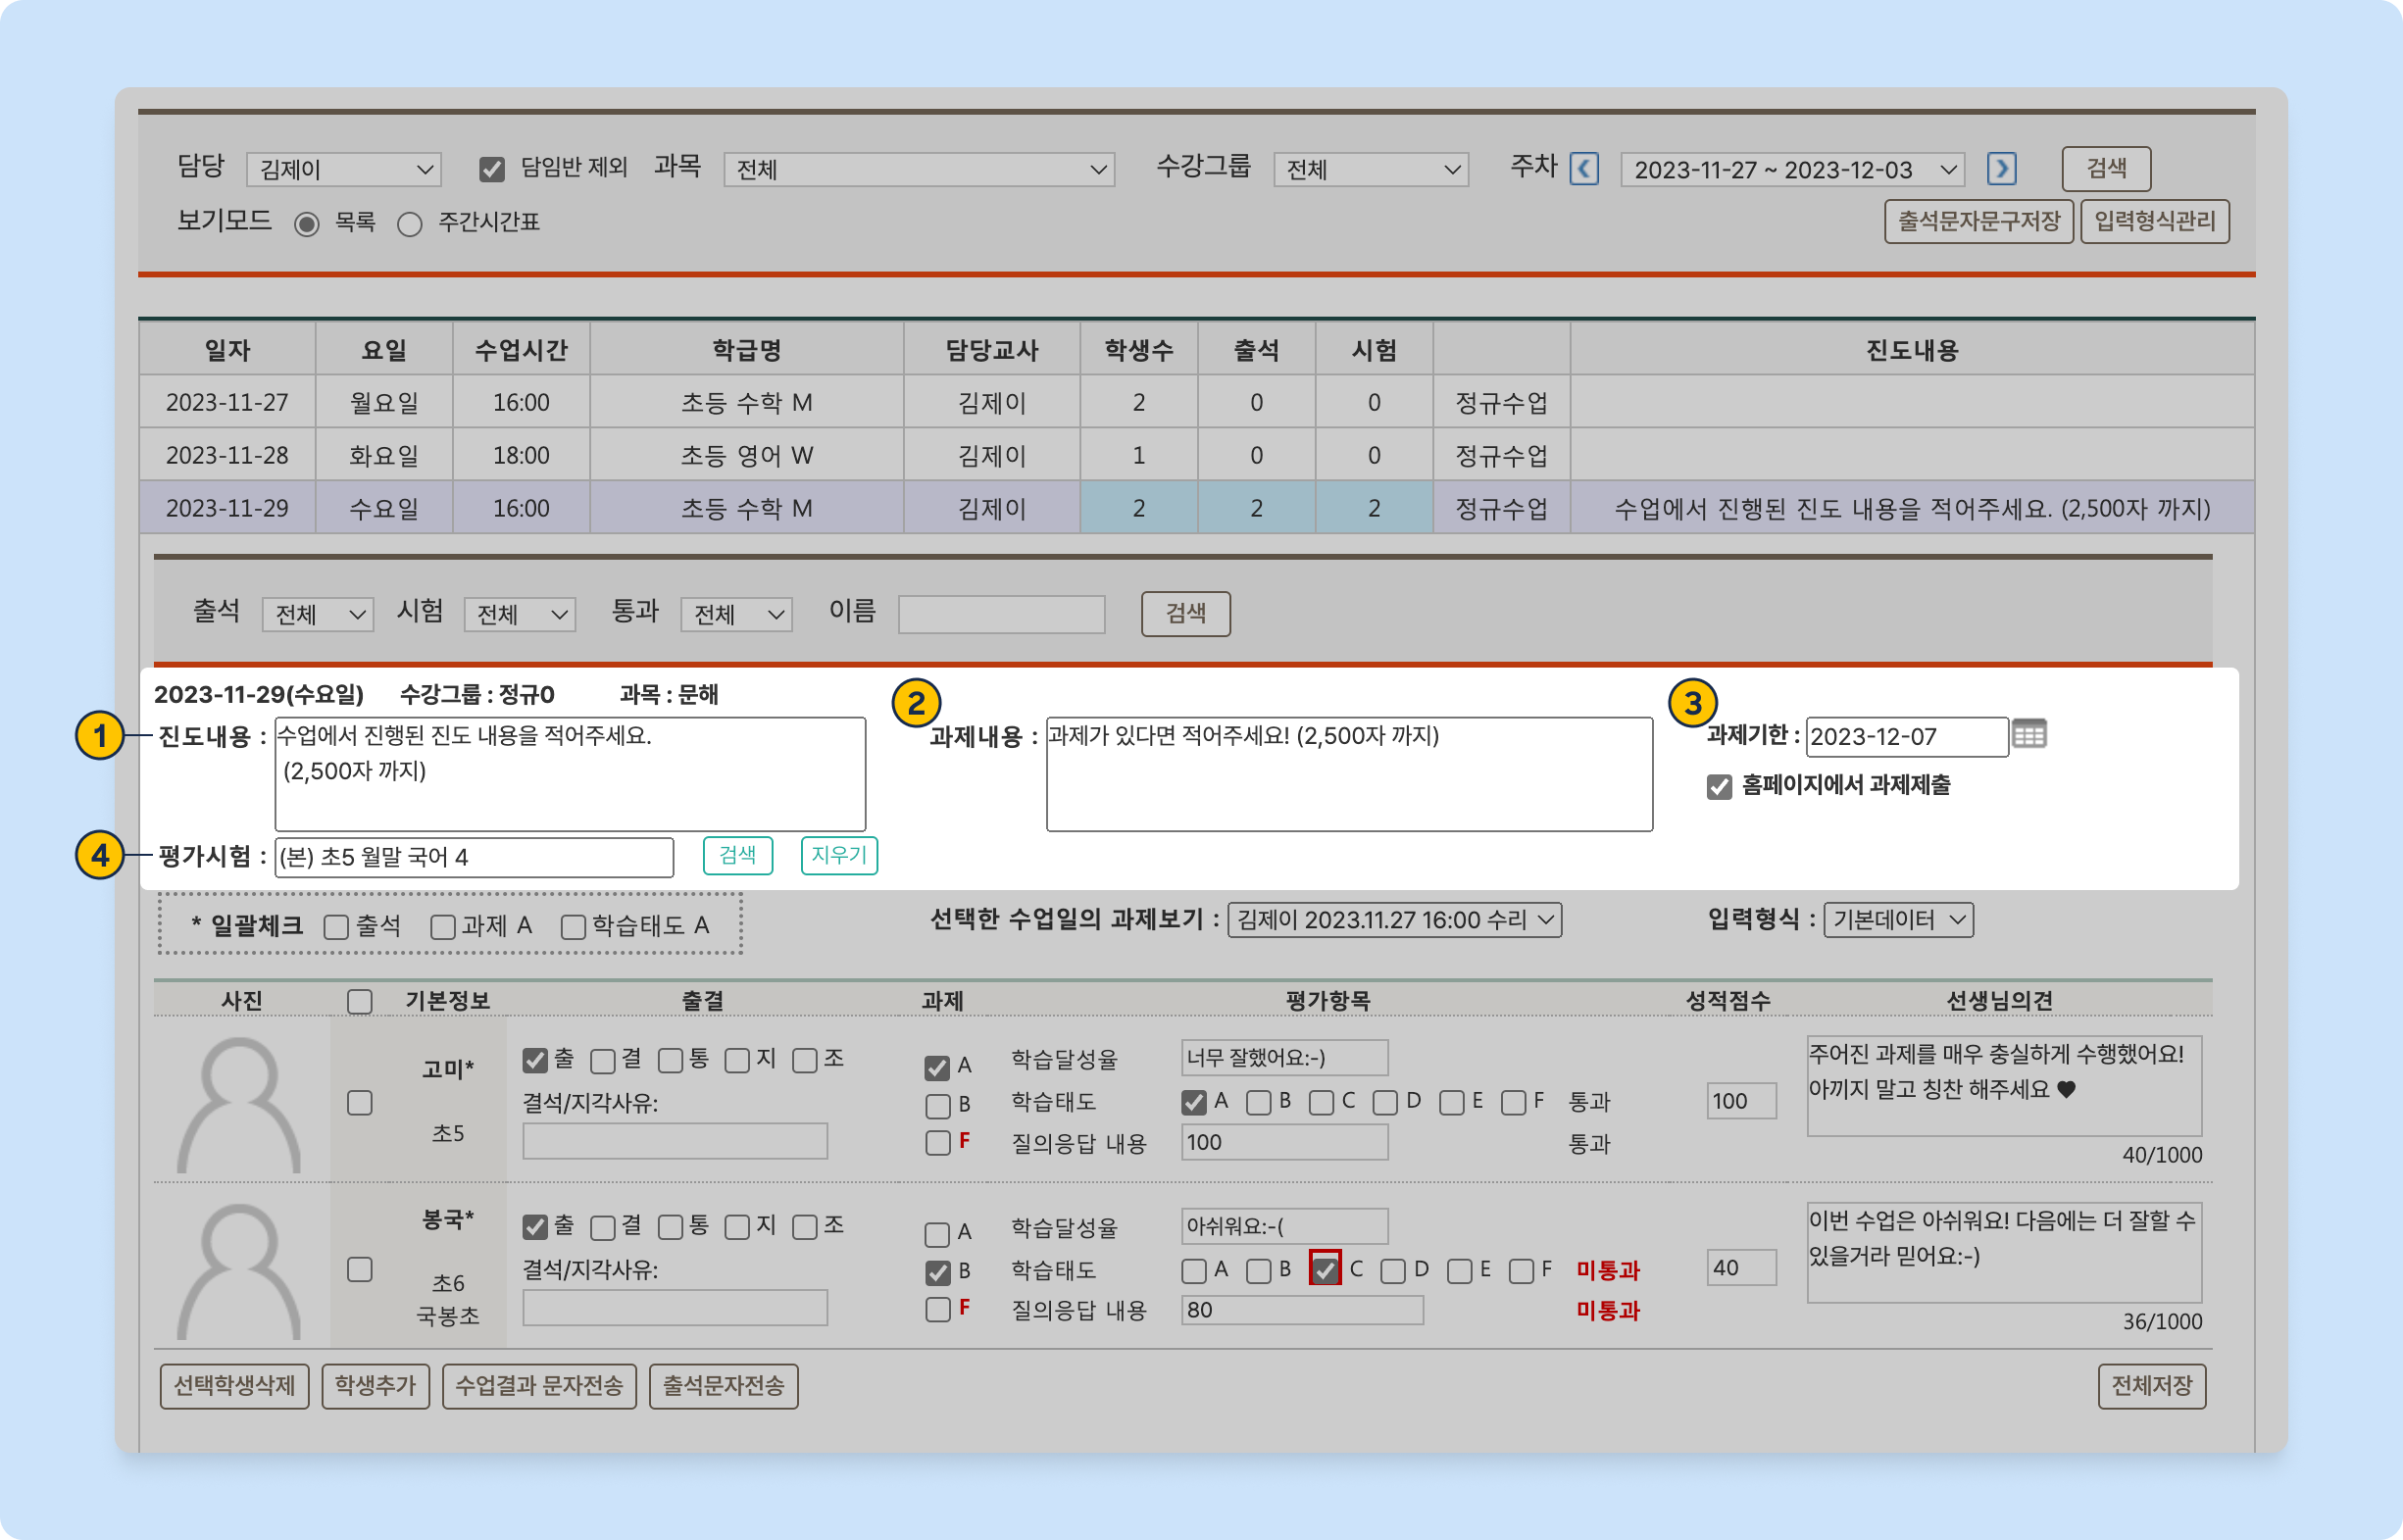 담당 김제이 담임반 제외 과목 전체 수강그룹 전체 주차 2023-11-27 ~ 2023-12-03 검색
보기모드 목록 주간시간표 출석문자문구저장 입력형식관리
일자 요일 수업시간 학급명 담당교사 학생수 출석 시험 진도내용
2023-11-27 월요일 16:00 초등 수학 M 김제이 2 0 0 정규수업
2023-11-28 화요일 18:00 초등 영어 W 김제이 1 0 0 정규수업
2023-11-29 수요일 16:00 초등 수학 M 김제이 2 2 2 정규수업 수업에서 진행된 진도 내용을 적어주세요. (2,500자 까지)
출석 전체 시험 전체 통과 전체 이름 검색
2023-11-29(수요일) 수강그룹 : 정규0 과목 : 문해
1 진도내용 : 수업에서 진행된 진도 내용을 적어주세요.
(2,500자 까지)
2 과제내용 : 과제가 있다면 적어주세요! (2,500자 까지)
3 과제기한 : 2023-12-07
홈페이지에서 과제제출
4 평가시험 : (본) 초5 월말 국어 4 검색 지우기
* 일괄체크 출석 과제 A 학습태도 A 선택한 수업일의 과제보기 : 김제이 2023.11.27 16:00 수리 입력형식 : 기본데이터
사진 기본정보 출결 과제 평가항목 성적점수 선생님의견
고미*
초5
출 결 통 지 조
결석/지각사유:
A
B
F
학습달성율 너무 잘했어요:-)
학습태도 A B C D E F 통과
질의응답 내용 100 통과
100
주어진 과제를 매우 충실하게 수행했어요!
아끼지 말고 칭찬 해주세요 ♥
40/1000
봉국*
초6
국봉초
출 결 통 지 조
결석/지각사유:
A
B
F
학습달성율 아쉬워요:-(
학습태도 A B C D E F 미통과
질의응답 내용 80 미통과
40
이번 수업은 아쉬워요! 다음에는 더 잘할 수
있을거라 믿어요:-)
36/1000
선택학생삭제 학생추가 수업결과 문자전송 출석문자전송 전체저장